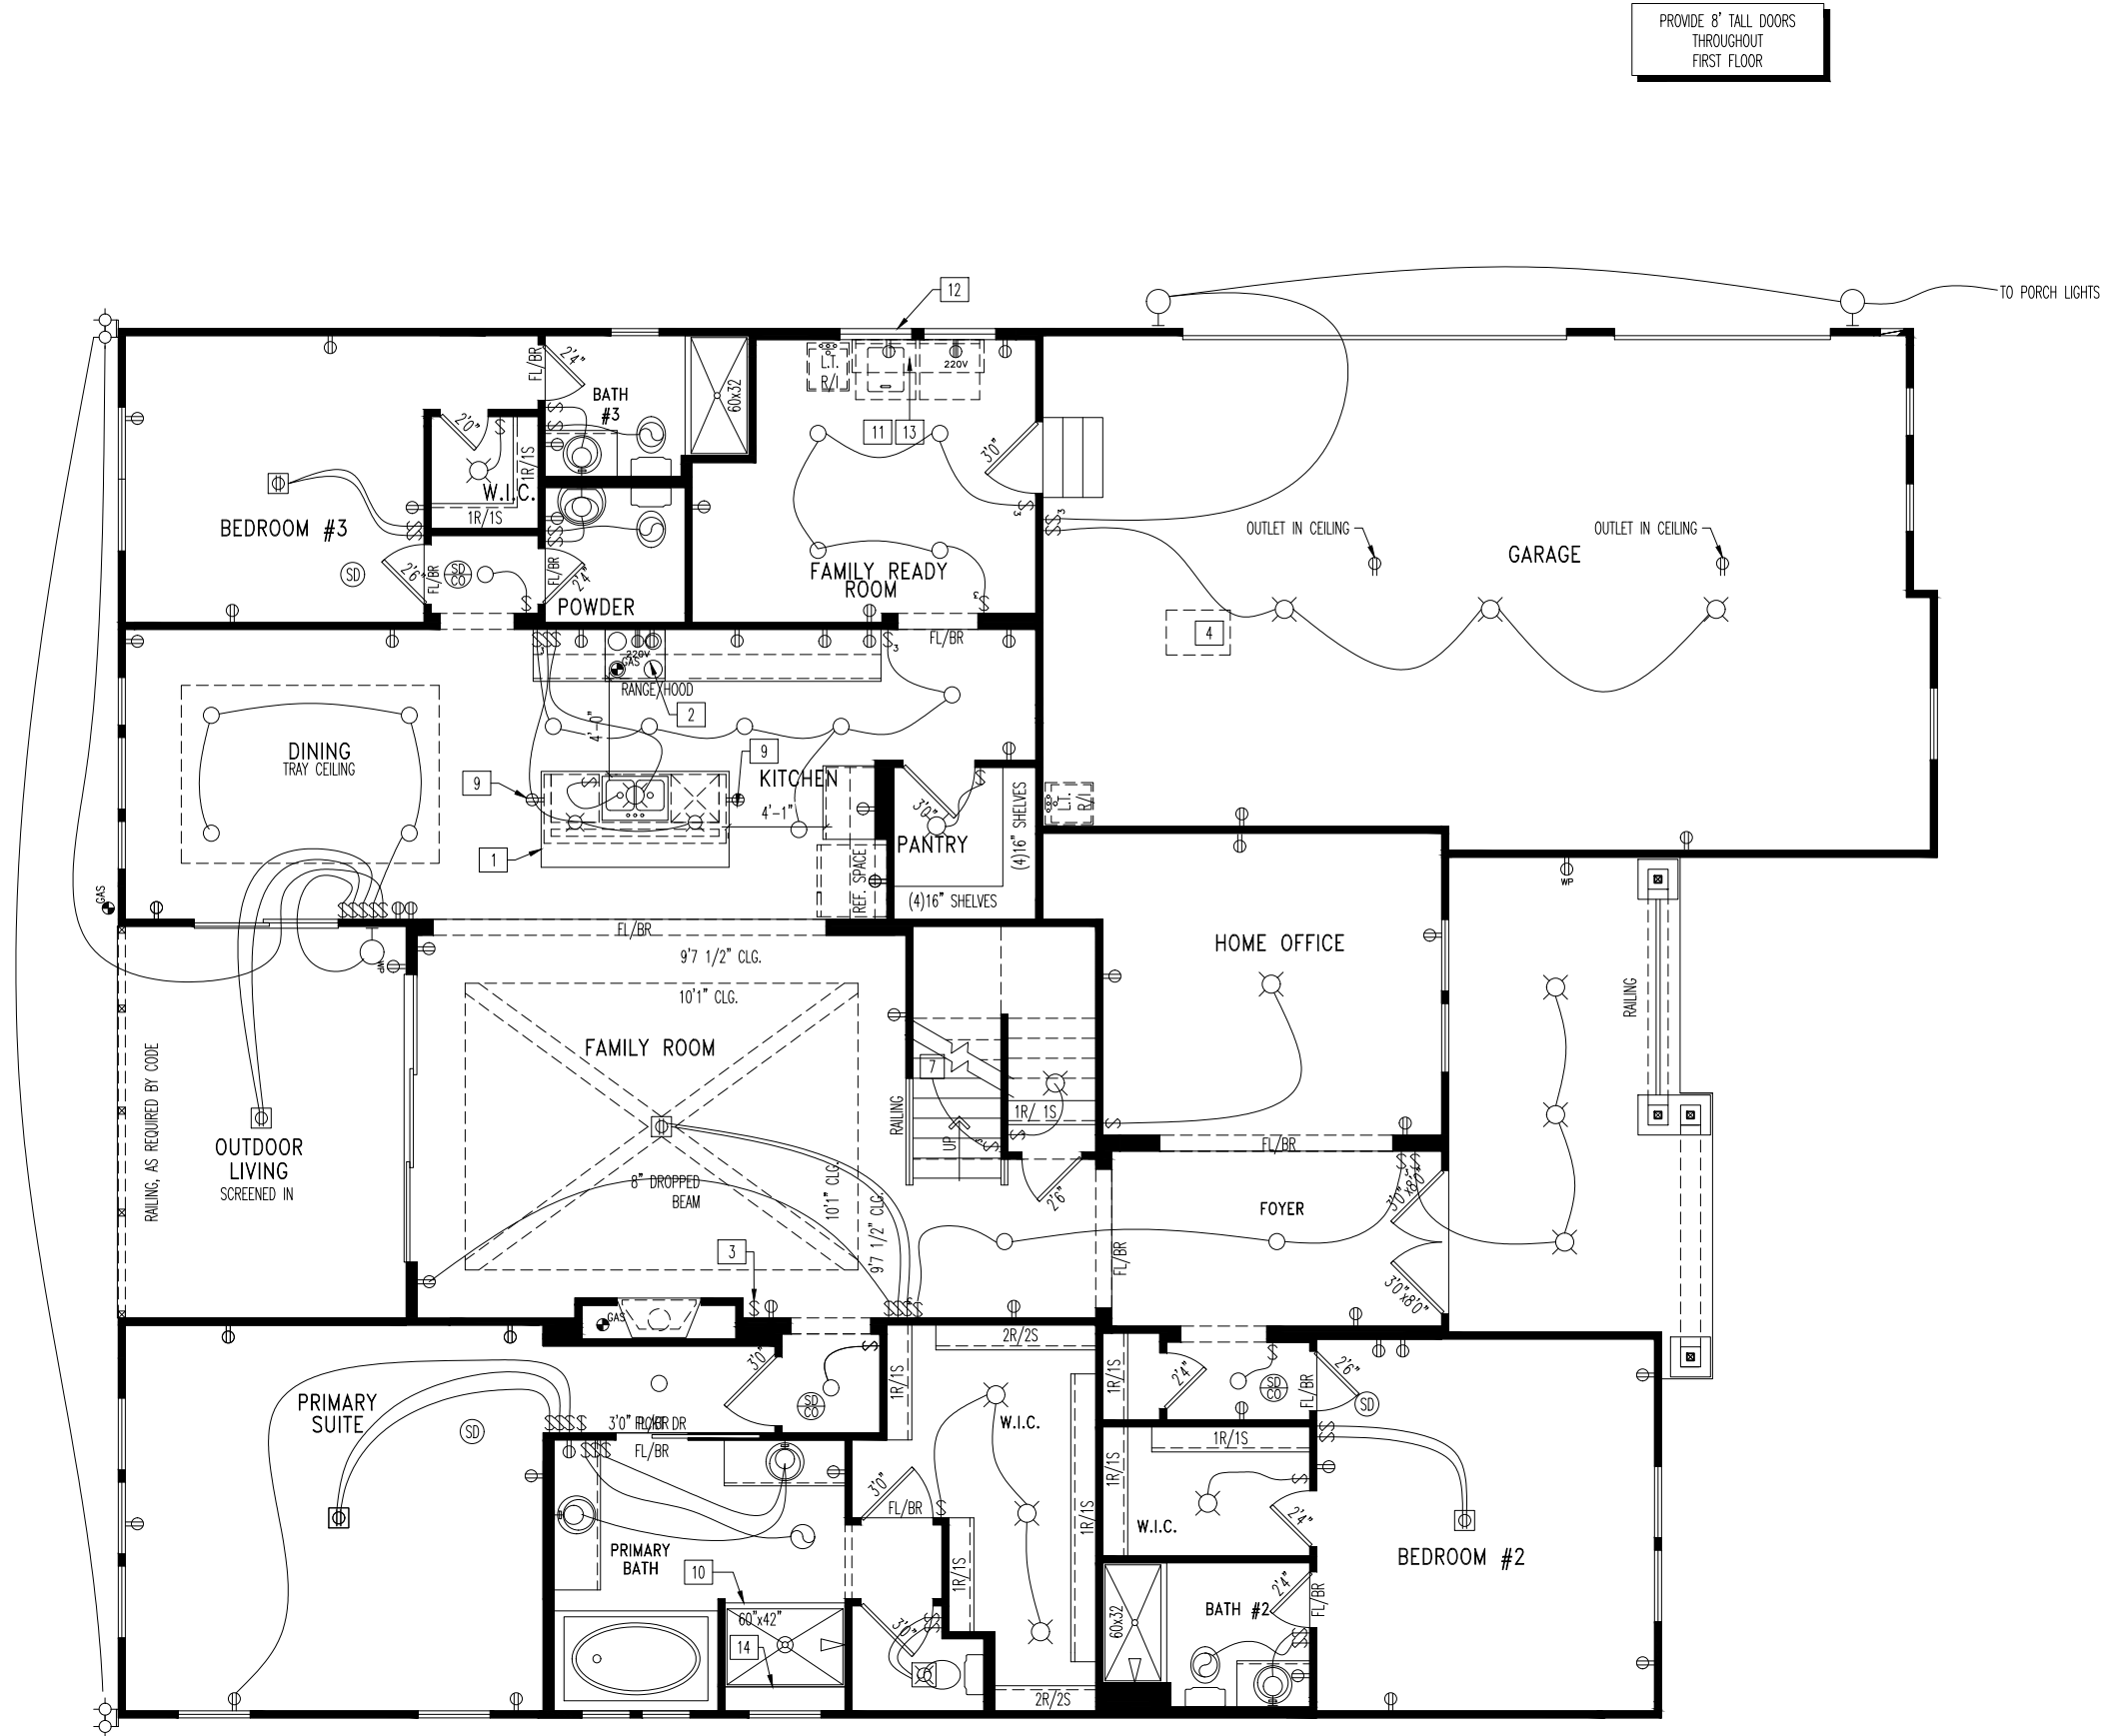 PROVIDE 8' TALL DOORS
THROUGHOUT
FIRST FLOOR
12
TO PORCH LIGHTS
FL/BR
2'4"
BATH
#3
60x32
L.T.
R/I
220V
11
13
3'0"
2'0"
1R/1S
W.I.C.
1R/1S
BEDROOM #3
SD
2'6"
FL/BR
SD
CO
FL/BR
2'4"
POWDER
FAMILY READY
ROOM
3
3
3
OUTLET IN CEILING
OUTLET IN CEILING
GARAGE
4
FL/BR
3
3
220V
GAS
RANGE/HOOD
2
4'-0"
DINING
TRAY CEILING
9
9
KITCHEN
4'-1"
3'0"
PANTRY
(4)16" SHELVES
(4)16" SHELVES
L.T.
R/I
1
REF. SPACE
GAS
WP
FL/BR
9'7 1/2" CLG.
10'1" CLG.
FAMILY ROOM
WP
HOME OFFICE
RAILING
RAILING, AS REQUIRED BY CODE
OUTDOOR
LIVING
SCREENED IN
7
RAILING
UP
1R/ 1S
2'6"
8" DROPPED
BEAM
10'1" CLG.
9'7 1/2" CLG.
FL/BR
3
3'0"x8'0"
FOYER
FL/BR
3'0"x8'0"
3
GAS
PRIMARY
SUITE
SD
3'0"
SD
CO
3'0"
FL/BR
1R/1S
2R/2S
W.I.C.
1R/1S
2'4"
SD
CO
FL/BR
2'6"
SD
1R/1S
1R/1S
W.I.C.
2'4"
BEDROOM #2
3'0"
FL/BR
1R/1S
1R/1S
PRIMARY
BATH
10
60"x42"
14
3'0"
2R/2S
60x32
BATH #2
2'4"
FL/BR